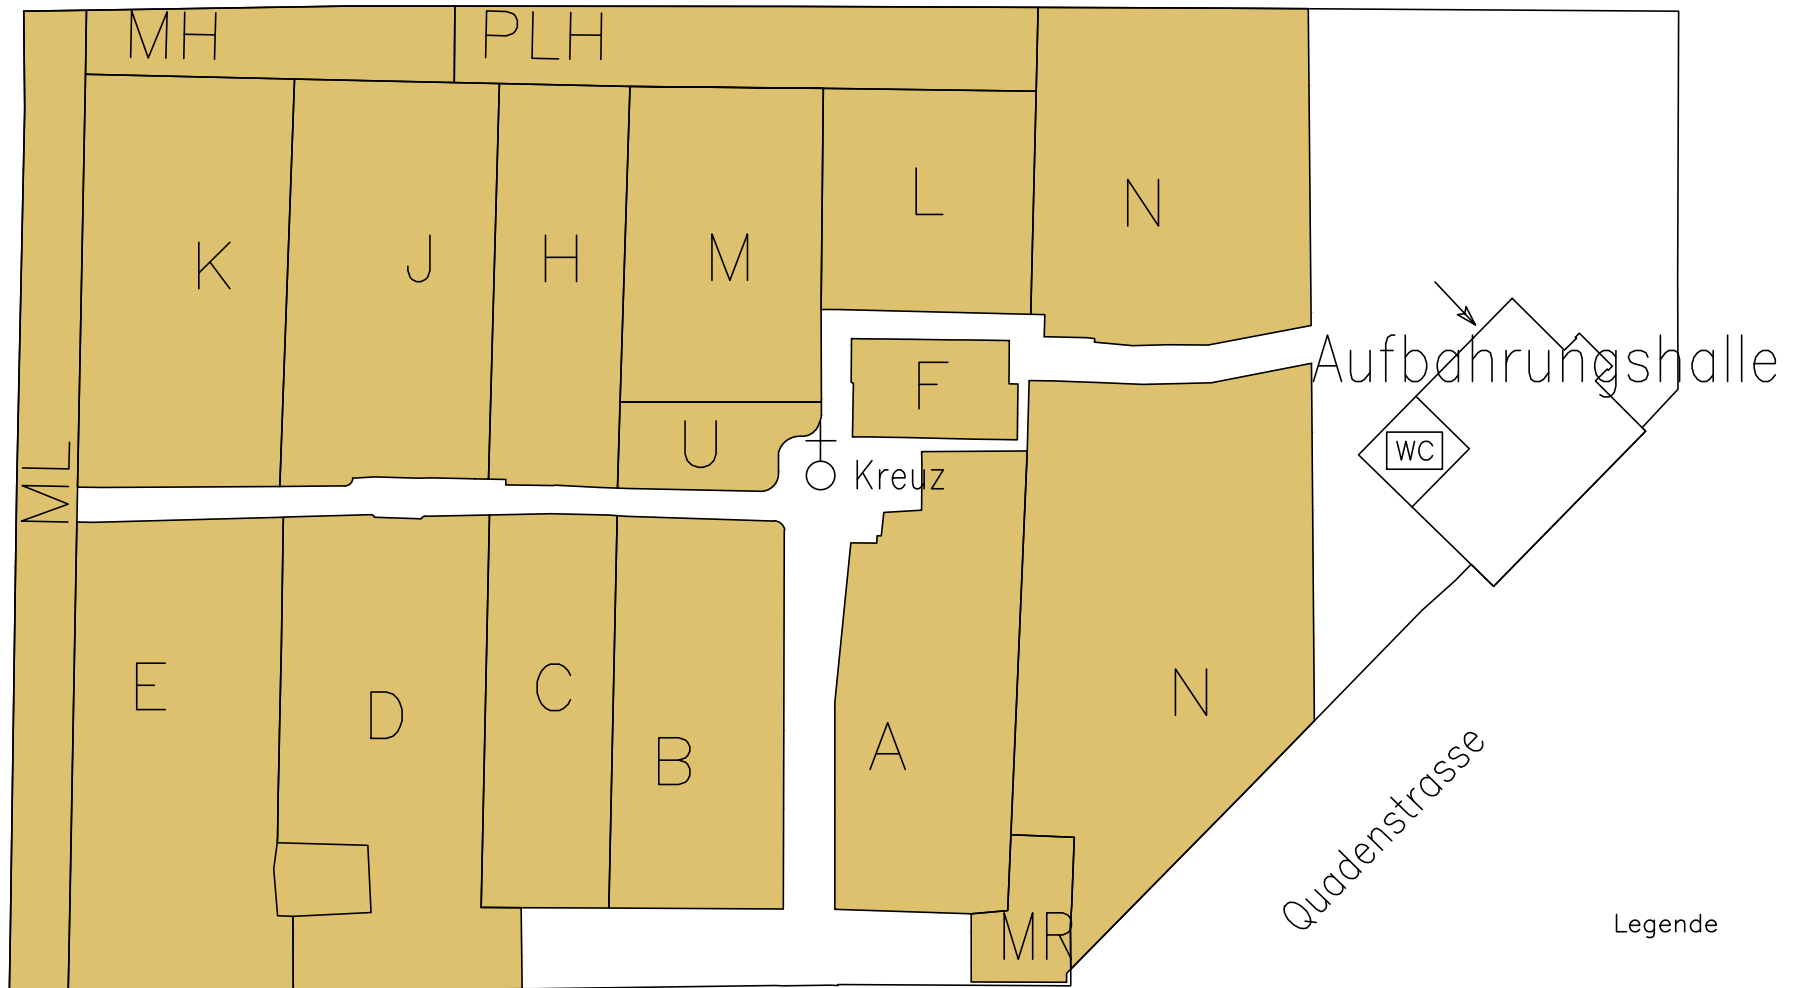 MH
PLH
N
L
K
J
H
M
F
Aufbahrungshalle
U
WC
Kreuz
ML
E
D
C
B
A
N
Quadenstrasse
MR
Legende